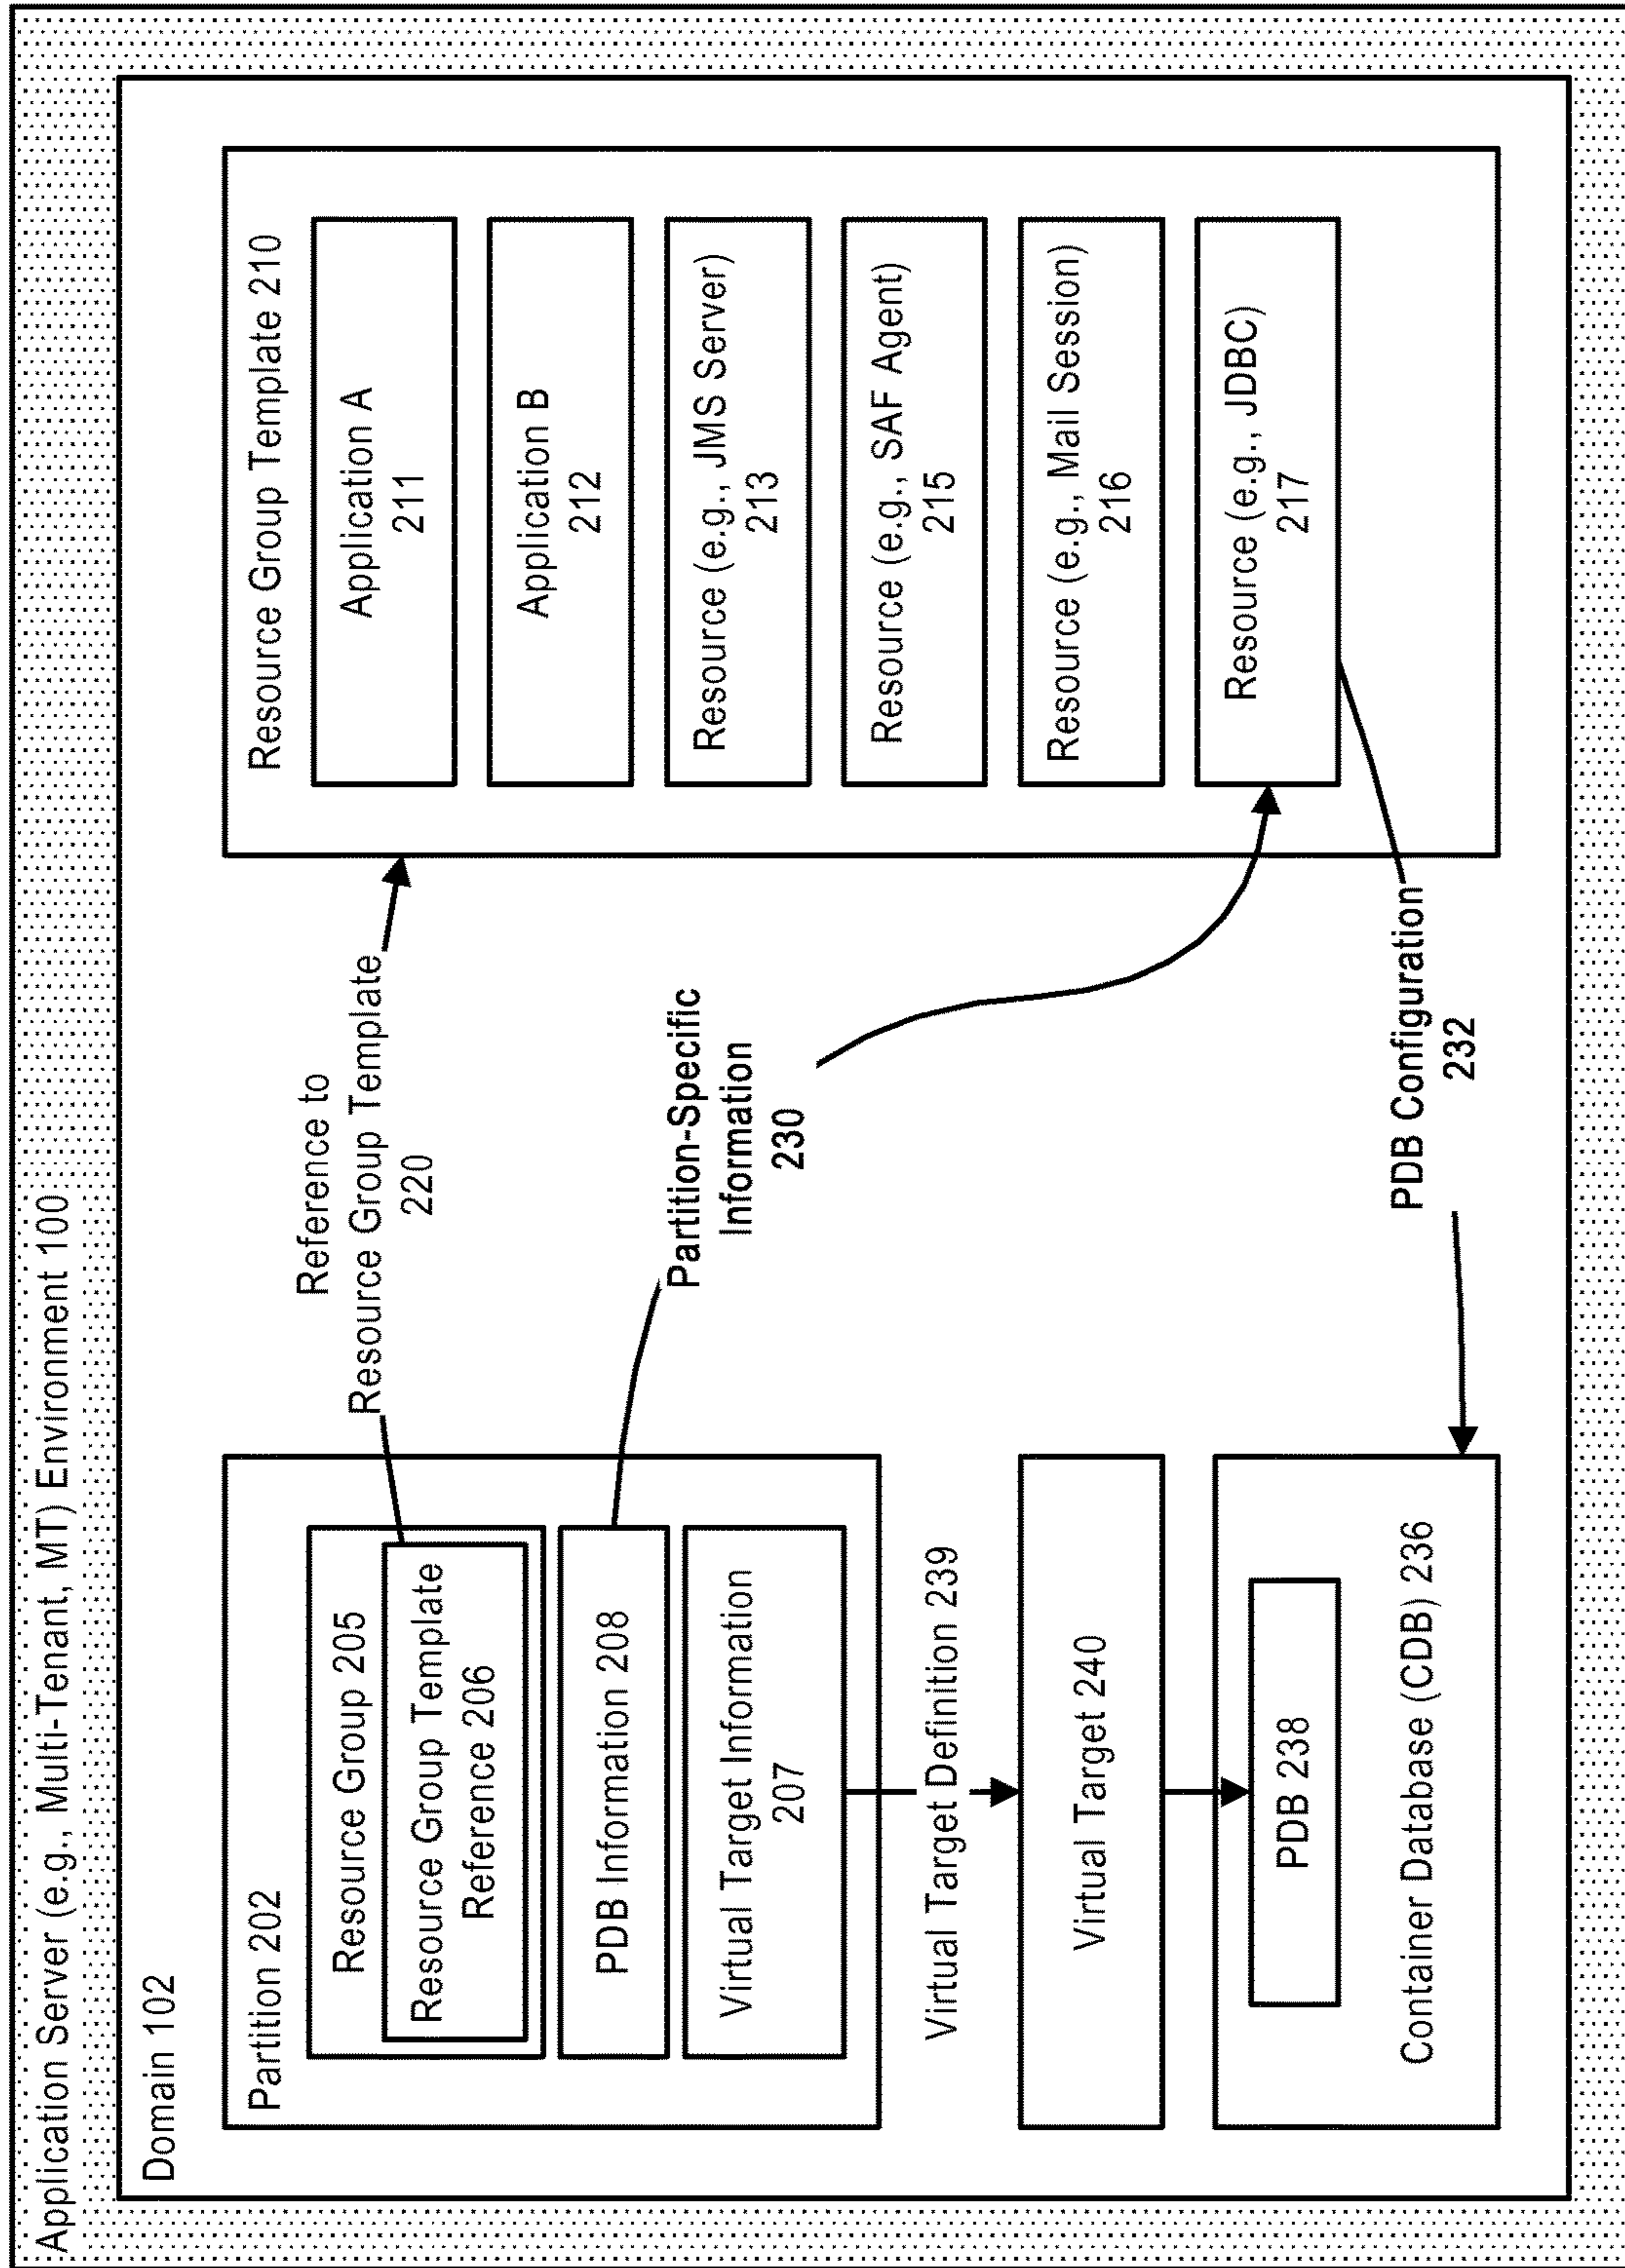 Application Server (e.g., Multi-Tenant, MT) Environment 100
Domain 102
Partition 202
Resource Group 205
Resource Group Template
Reference 206
PDB Information 208
Virtual Target Information
207
Virtual Target Definition 239
Virtual Target 240
PDB 238
Container Database (CDB) 236
Reference to
Resource Group Template
220
Partition-Specific
Information
230
PDB Configuration
232
Resource Group Template 210
Application A
211
Application B
212
Resource (e.g., JMS Server)
213
Resource (e.g., SAF Agent)
215
Resource (e.g., Mail Session)
216
Resource (e.g., JDBC)
217